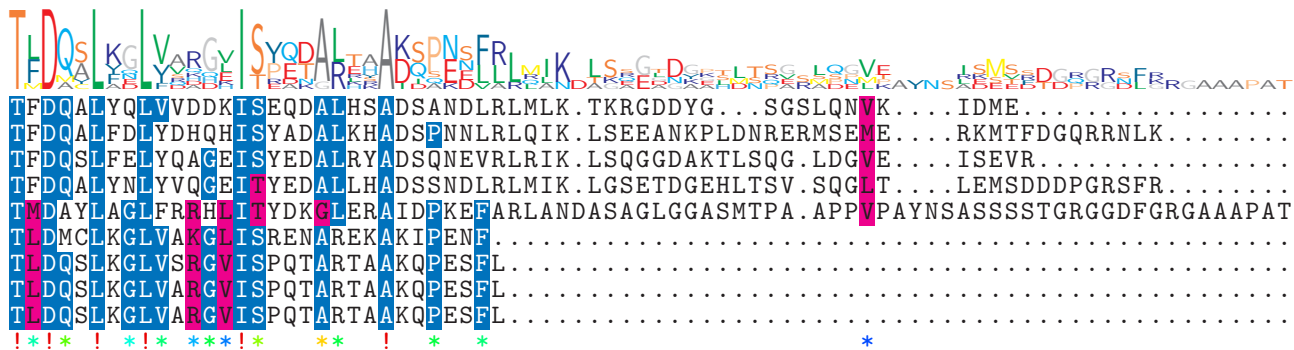 TFDQALYQLVVDDKISEQDALHSADSANDLRLMLK.TKRGDDYG...SGSLQNVK....IDME.................
TFDQALFDLYDHQHISYADALKHADSPNNLRLQIK.LSEEANKPLDNRERMSEME....RKMTFDGQRRNLK........
TFDQSLFELYQAGEISYEDALRYADSQNEVRLRIK.LSQGGDAKTLSQG.LDGVE....ISEVR................
TFDQALYNLYVQGEITYEDALLHADSSNDLRLMIK.LGSETDGEHLTSV.SQGLT....LEMSDDDPGRSFR........
TMDAYLAGLFRRHLITYDKGLERAIDPKEFARLANDASAGLGGASMTPA.APPVPAYNSASSSSTGRGGDFGRGAAAPAT
TLDMCLKGLVAKGLISRENAREKAKIPENF..................................................
TLDQSLKGLVSRGVISPQTARTAAKQPESFL.................................................
TLDQSLKGLVARGVISPQTARTAAKQPESFL.................................................
TLDQSLKGLVARGVISPQTARTAAKQPESFL.................................................
!*!* ! *!* ***!*   **  !  *  *                       *